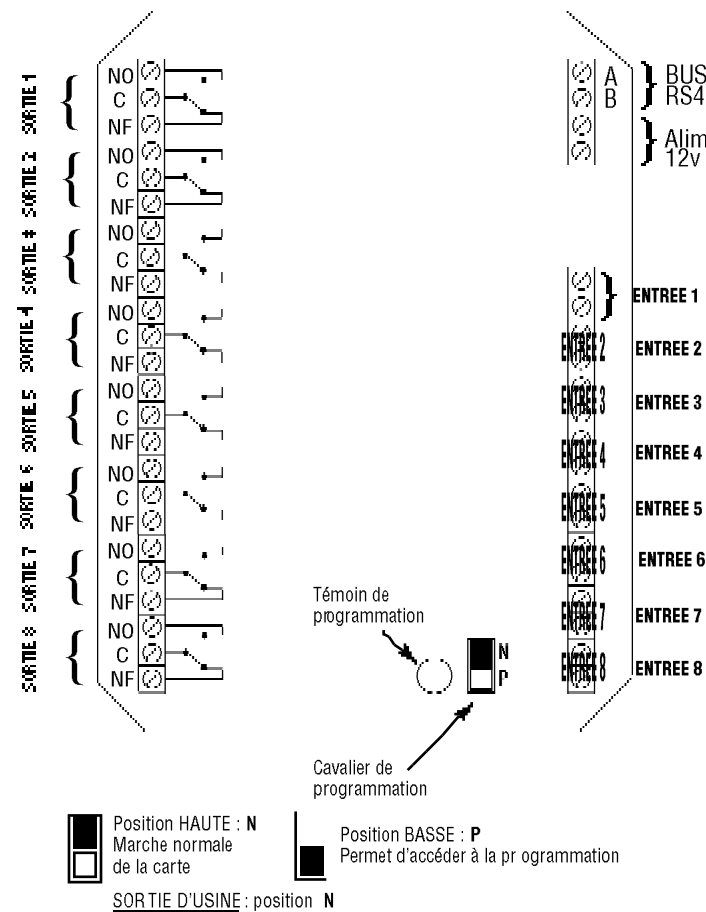 SORTIE 1
NO
C
NF
SORTIE 2
NO
C
NF
SORTIE
NO
C
NF
SORTIE 4
NO
C
NF
SORTIE 5
NO
C
NF
SORTIE 6
NO
C
NF
SORTIE 7
NO
C
NF
SORTIE 8
NO
C
NF
A
B
BUS
RS4
Alim
12v
ENTREE 1
ENTREE 2
ENTREE 2
ENTREE 3
ENTREE 3
ENTREE 4
ENTREE 4
ENTREE 5
ENTREE 5
ENTREE 6
ENTREE 6
ENTREE 7
ENTREE 7
ENTREE 8
ENTREE 8
Témoin de
programmation
N
P
Cavalier de
programmation
Position HAUTE : N
Marche normale
de la carte
Position BASSE : P
Permet d'accéder à la pr ogrammation
SORTIE D'USINE : position N